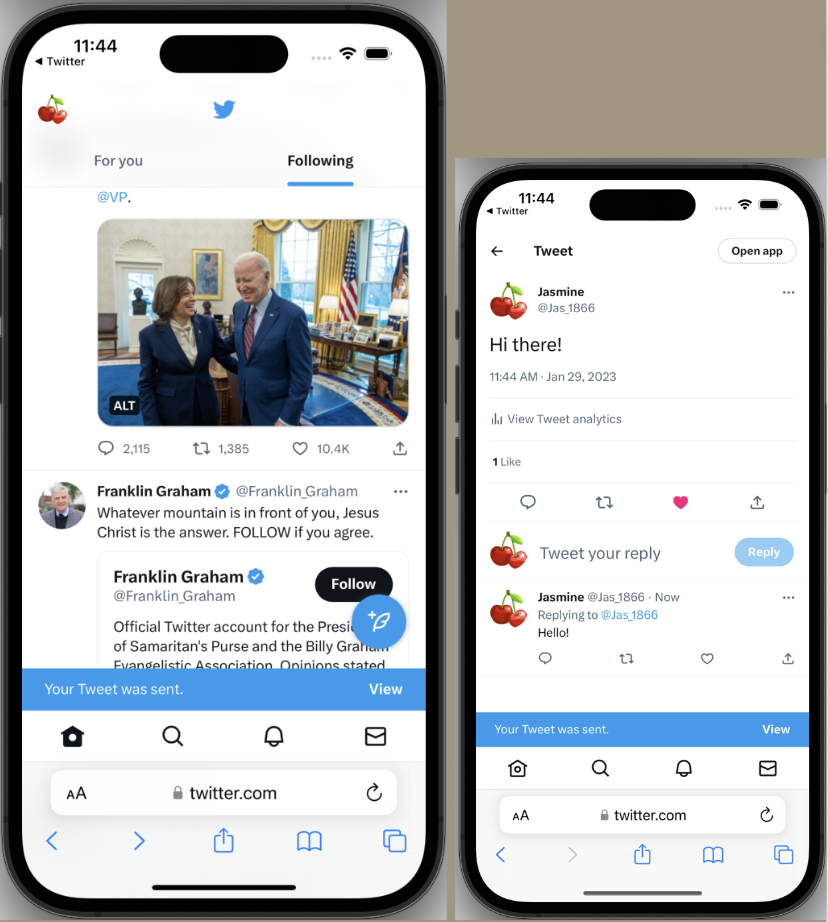 11:44
◀ Twitter
For you
Following
@VP.
ALT
2,115
1,385
10.4K
Franklin Graham @Franklin_Graham
Whatever mountain is in front of you, Jesus
Christ is the answer. FOLLOW if you agree.
Franklin Graham
@Franklin_Graham
Follow
Official Twitter account for the Presi
of Samaritan's Purse and the Billy Graham
Evangelistic Association. Opinions stated
Your Tweet was sent.
View
AA
twitter.com
11:44
◀ Twitter
Tweet
Open app
Jasmine
@Jas_1866
Hi there!
11:44 AM · Jan 29, 2023
View Tweet analytics
1 Like
Tweet your reply
Reply
Jasmine @Jas_1866 · Now
Replying to @Jas_1866
Hello!
Your Tweet was sent.
View
AA
twitter.com